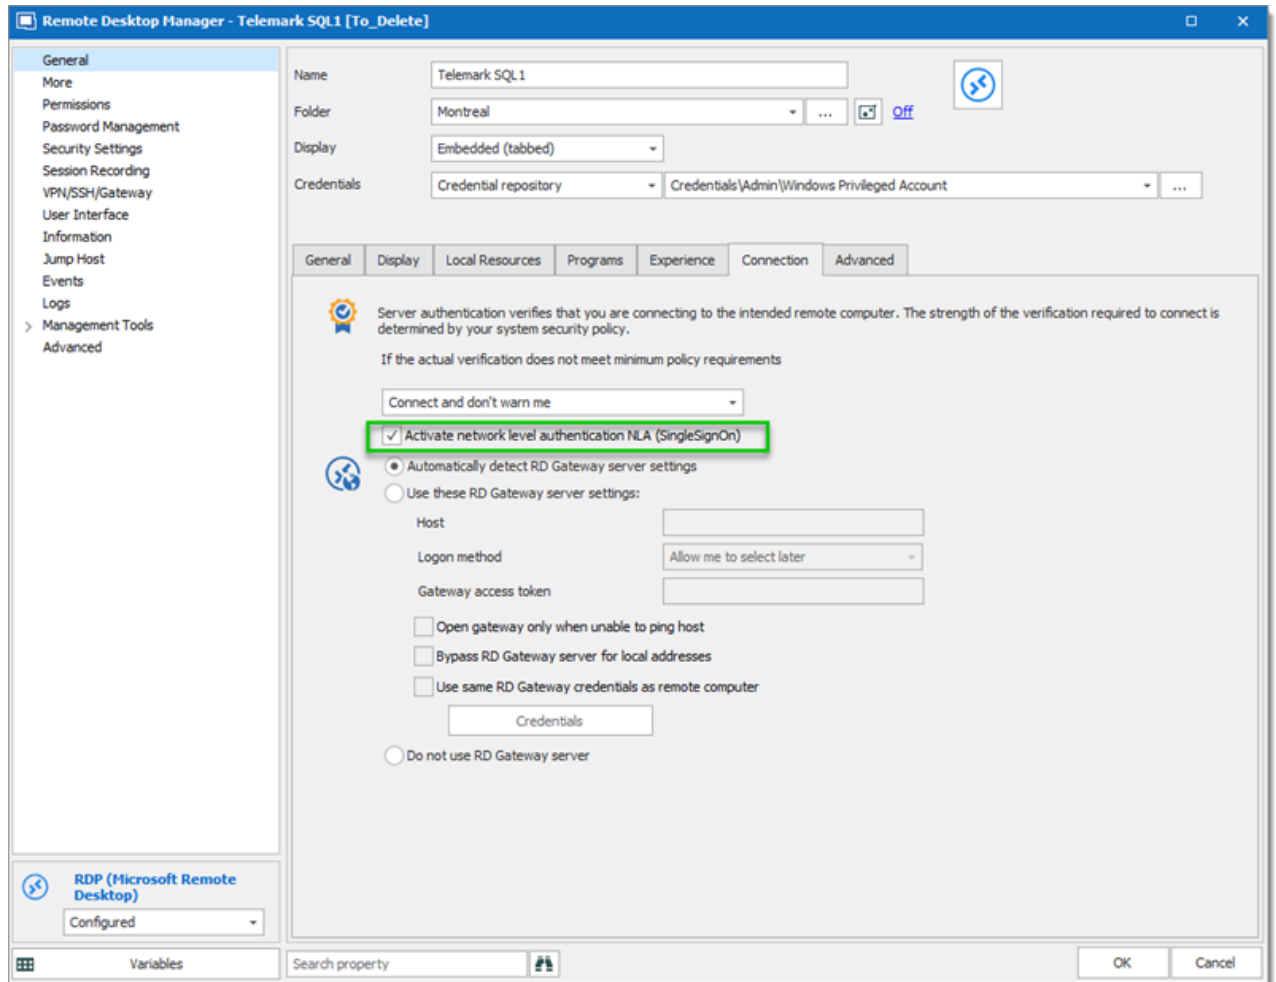 Remote Desktop Manager - Telemark SQL1 [To_Delete]
General
More
Permissions
Password Management
Security Settings
Session Recording
VPN/SSH/Gateway
User Interface
Information
Jump Host
Events
Logs
Management Tools
Advanced
RDP (Microsoft Remote
Desktop)
Configured
Variables
Name
Telemark SQL1
Folder
Montreal
...
Off
Display
Embedded (tabbed)
Credentials
Credential repository
Credentials\Admin\Windows Privileged Account
...
General
Display
Local Resources
Programs
Experience
Connection
Advanced
Server authentication verifies that you are connecting to the intended remote computer. The strength of the verification required to connect is
determined by your system security policy.
If the actual verification does not meet minimum policy requirements
Connect and don't warn me
Activate network level authentication NLA (SingleSignOn)
Automatically detect RD Gateway server settings
Use these RD Gateway server settings:
Host
Logon method
Allow me to select later
Gateway access token
Open gateway only when unable to ping host
Bypass RD Gateway server for local addresses
Use same RD Gateway credentials as remote computer
Credentials
Do not use RD Gateway server
Search property
OK
Cancel